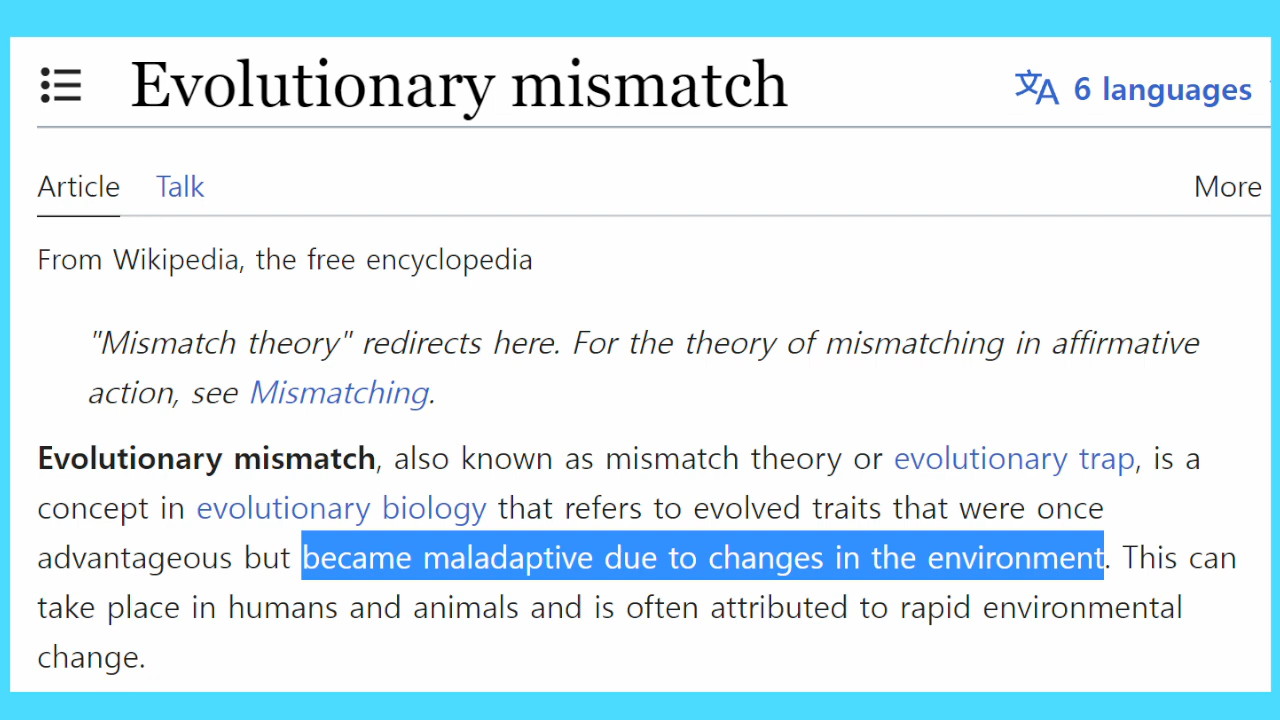 Evolutionary mismatch
6 languages
Article
Talk
More
From Wikipedia, the free encyclopedia
"Mismatch theory" redirects here. For the theory of mismatching in affirmative
action, see Mismatching.
Evolutionary mismatch, also known as mismatch theory or evolutionary trap, is a
concept in evolutionary biology that refers to evolved traits that were once
advantageous but became maladaptive due to changes in the environment. This can
take place in humans and animals and is often attributed to rapid environmental
change.